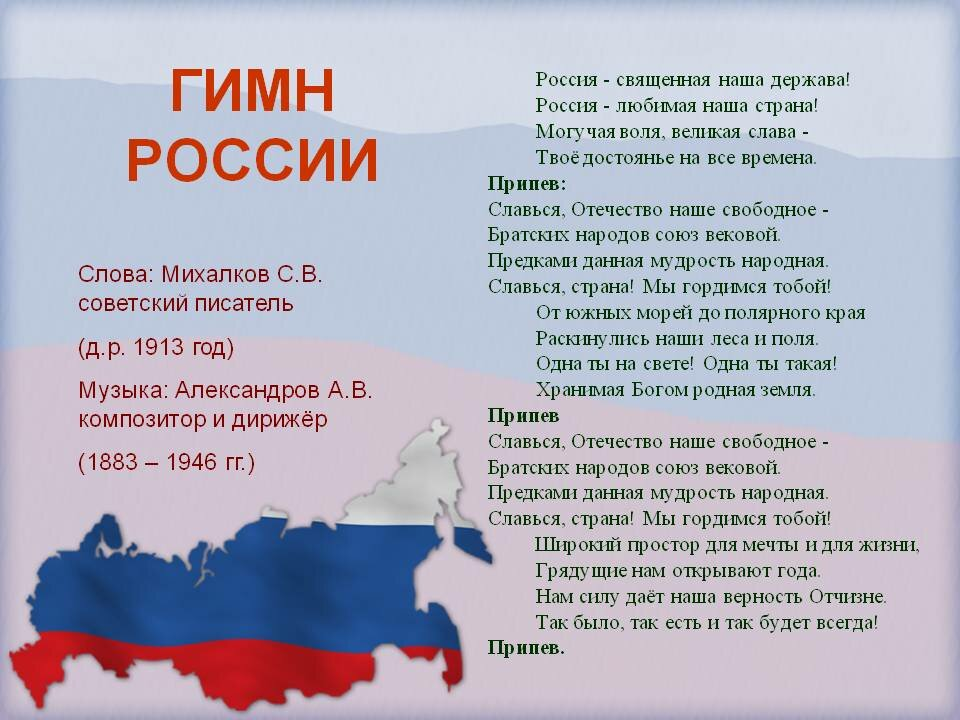 ГИМН
РОССИИ
Слова: Михалков С.В.
советский писатель
(д.р. 1913 год)
Музыка: Александров А.В.
композитор и дирижёр
(1883 – 1946 гг.)
Россия - священная наша держава!
Россия - любимая наша страна!
Могучая воля, великая слава -
Твоё достоянье на все времена.
Припев:
Славься, Отечество наше свободное -
Братских народов союз вековой.
Предками данная мудрость народная.
Славься, страна! Мы гордимся тобой!
От южных морей до полярного края
Раскинулись наши леса и поля.
Одна ты на свете! Одна ты такая!
Хранимая Богом родная земля.
Припев
Славься, Отечество наше свободное -
Братских народов союз вековой.
Предками данная мудрость народная.
Славься, страна! Мы гордимся тобой!
Широкий простор для мечты и для жизни,
Грядущие нам открывают года.
Нам силу даёт наша верность Отчизне.
Так было, так есть и так будет всегда!
Припев.